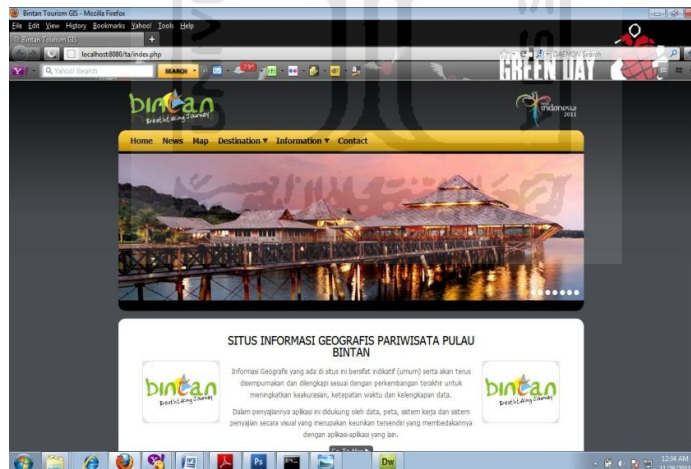 Bintan Tourism GIS - Mozilla Firefox
File Edit View History Bookmarks Yahoo! Tools Help
Bintan Tourism GIS
localhost:8080/ta/index.php
DAEMON Search
Yahoo! Search
SEARCH
GREEN DAY
bintan
Breathtaking Journey
indonesia
2011
Home News Map Destination ▼ Information ▼ Contact
SITUS INFORMASI GEOGRAFIS PARIWISATA PULAU
BINTAN
Informasi Geografis yang ada di situs ini bersifat indikatif (umum) serta akan terus
disempurnakan dan dilengkapi sesuai dengan perkembangan terakhir untuk
meningkatkan keakurasian, ketepatan waktu dan kelengkapan data.
bintan
Breathtaking Journey
bintan
Breathtaking Journey
Dalam penyajiannya aplikasi ini didukung oleh data, peta, sistem kerja dan sistem
penyajian secara visual yang merupakan keunikan tersendiri yang membedakannya
dengan aplikasi-aplikasi yang lain.
Go To Map
Ps
Dw
12:34 AM